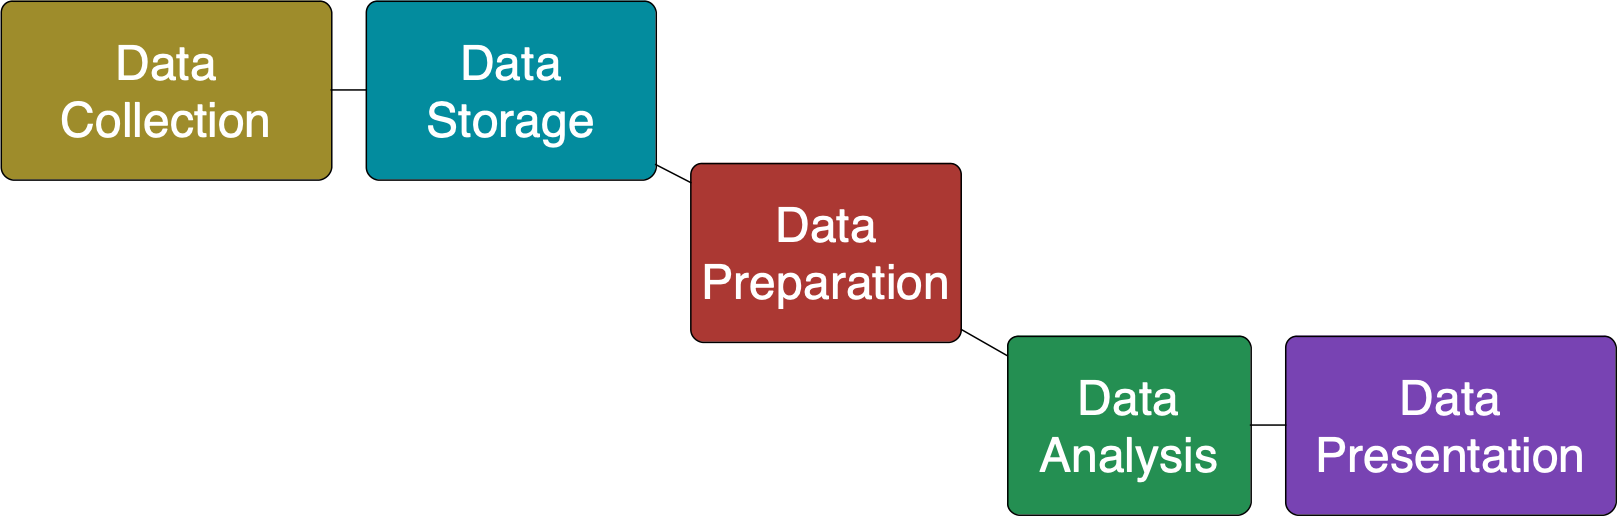 Data
Collection
Data
Storage
Data
Preparation
Data
Analysis
Data
Presentation